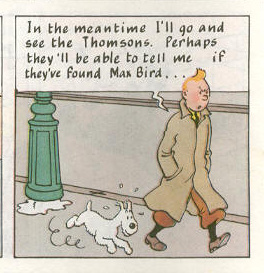 In the meantime I'll go and
see the Thomsons. Perhaps
they'll be able to tell me if
they've found Max Bird...